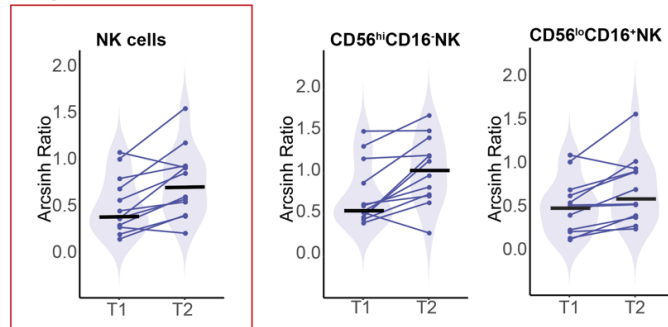 NK cells
Arcsinh Ratio
2.0
1.5
1.0
0.5
0.0
T1 T2
CD56ʰⁱCD16⁻NK
Arcsinh Ratio
2.0
1.5
1.0
0.5
0.0
T1 T2
CD56ˡᵒCD16⁺NK
Arcsinh Ratio
2.0
1.5
1.0
0.5
0.0
T1 T2